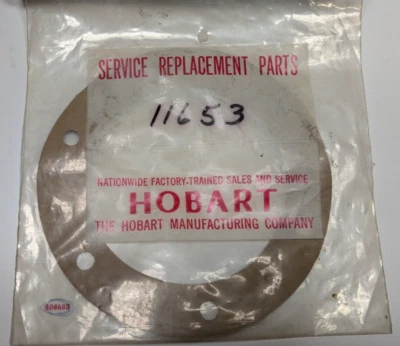 SERVICE REPLACEMENT PARTS
11653
NATIONWIDE FACTORY-TRAINED SALES AND SERVICE
HOBART
THE HOBART MANUFACTURING COMPANY